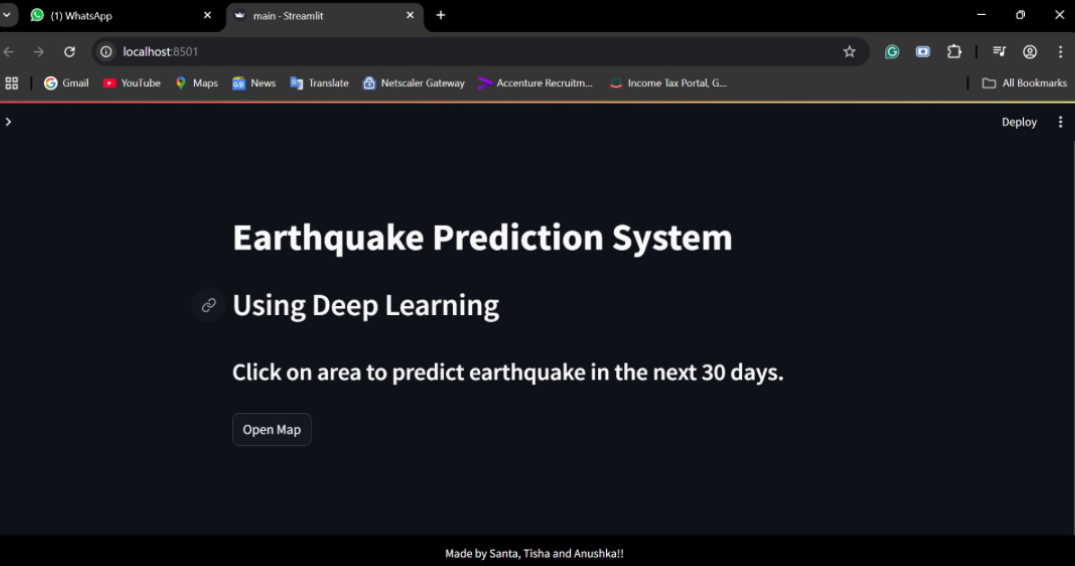 (1) WhatsApp
main - Streamlit
localhost:8501
Gmail
YouTube
Maps
News
Translate
Netscaler Gateway
Accenture Recruitm...
Income Tax Portal, G...
All Bookmarks
Deploy
Earthquake Prediction System
Using Deep Learning
Click on area to predict earthquake in the next 30 days.
Open Map
Made by Santa, Tisha and Anushka!!